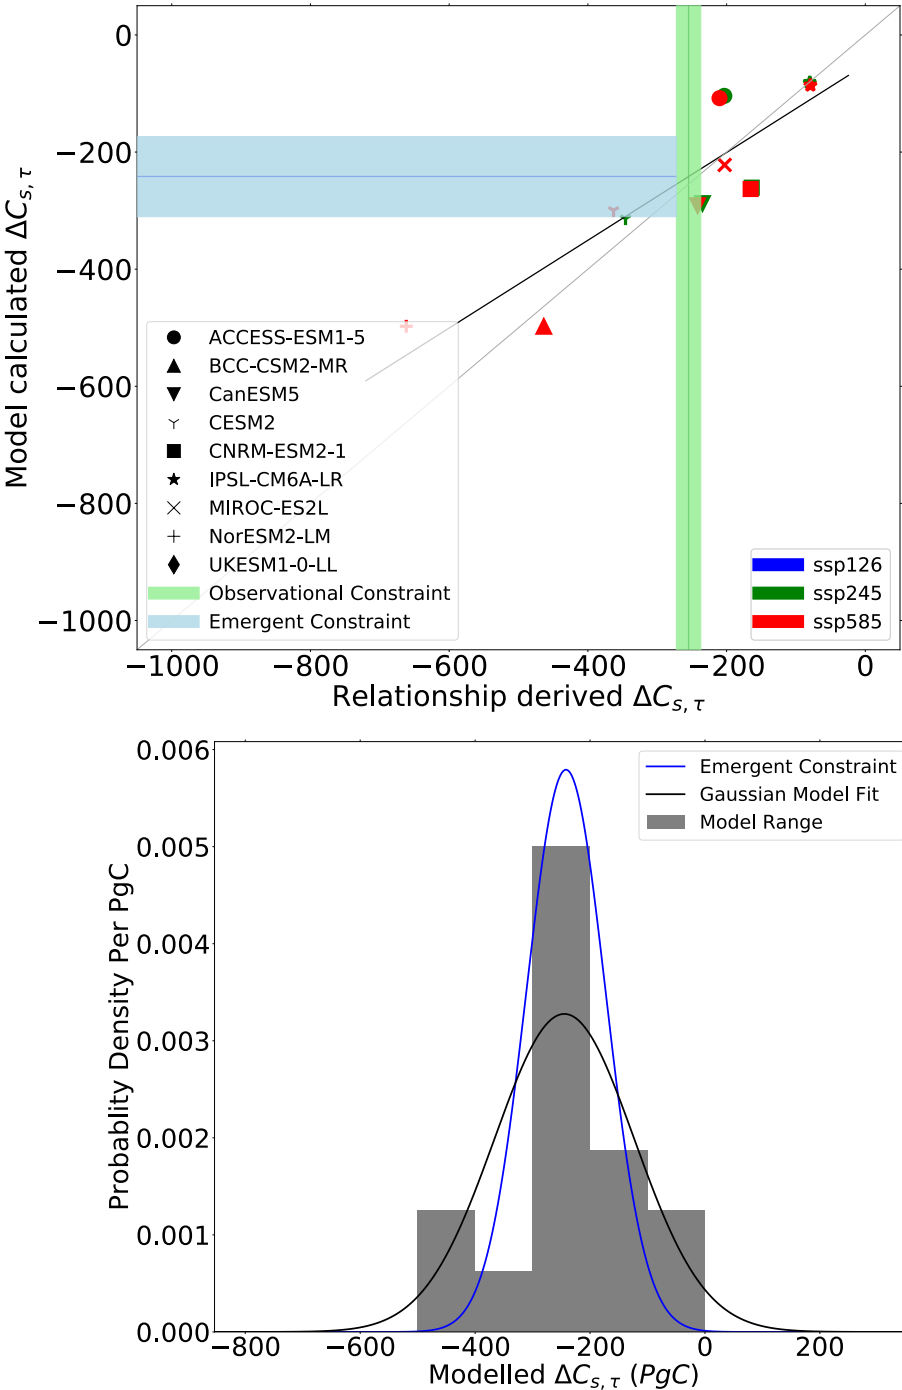 0
−200
−400
−600
−800
−1000
Model calculated ΔC_{s, τ}
ACCESS-ESM1-5
BCC-CSM2-MR
CanESM5
CESM2
CNRM-ESM2-1
IPSL-CM6A-LR
MIROC-ES2L
NorESM2-LM
UKESM1-0-LL
Observational Constraint
Emergent Constraint
ssp126
ssp245
ssp585
−1000 −800 −600 −400 −200 0
Relationship derived ΔC_{s, τ}
0.006
0.005
0.004
0.003
0.002
0.001
0.000
Probablity Density Per PgC
Emergent Constraint
Gaussian Model Fit
Model Range
−800 −600 −400 −200 0 200
Modelled ΔC_{s, τ} (PgC)